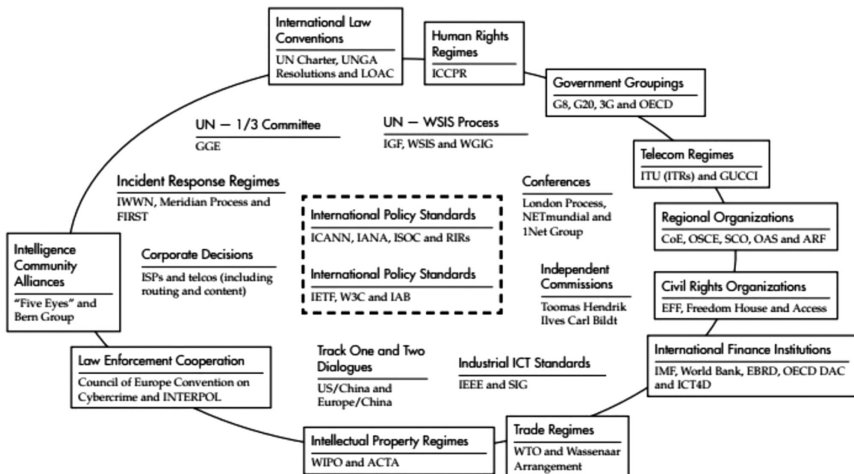 International Law
Conventions
UN Charter, UNGA
Resolutions and LOAC
Human Rights
Regimes
ICCPR
Government Groupings
G8, G20, 3G and OECD
UN — 1/3 Committee
GGE
UN — WSIS Process
IGF, WSIS and WGIG
Telecom Regimes
ITU (ITRs) and GUCCI
Incident Response Regimes
IWWN, Meridian Process and
FIRST
Conferences
London Process,
NETmundial and
1Net Group
International Policy Standards
ICANN, IANA, ISOC and RIRs
Regional Organizations
CoE, OSCE, SCO, OAS and ARF
Intelligence
Community
Alliances
“Five Eyes” and
Bern Group
Corporate Decisions
ISPs and telcos (including
routing and content)
International Policy Standards
IETF, W3C and IAB
Independent
Commissions
Toomas Hendrik
Ilves Carl Bildt
Civil Rights Organizations
EFF, Freedom House and Access
Law Enforcement Cooperation
Council of Europe Convention on
Cybercrime and INTERPOL
Track One and Two
Dialogues
US/China and
Europe/China
Industrial ICT Standards
IEEE and SIG
International Finance Institutions
IMF, World Bank, EBRD, OECD DAC
and ICT4D
Intellectual Property Regimes
WIPO and ACTA
Trade Regimes
WTO and Wassenaar
Arrangement